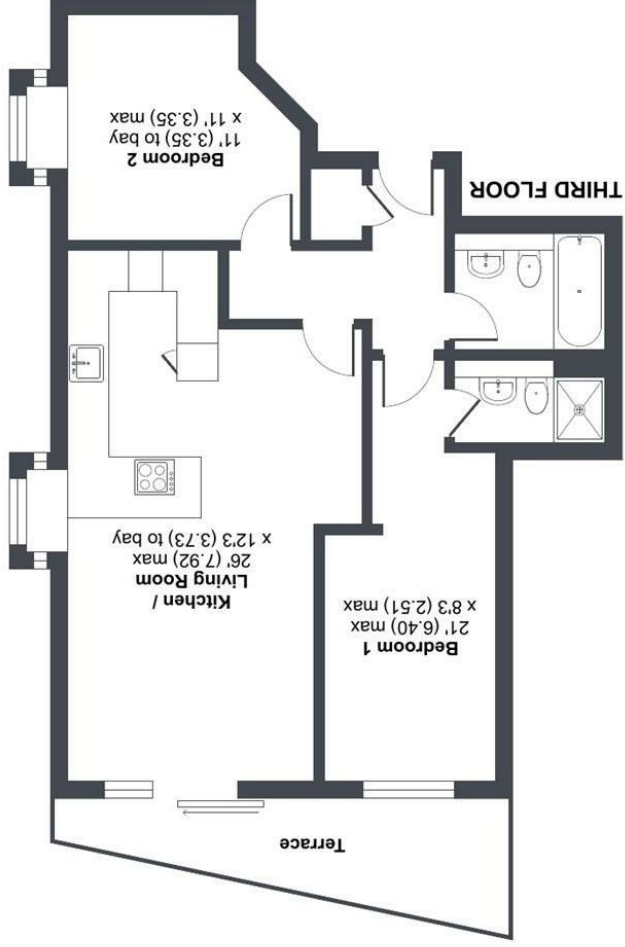 Terrace
Bedroom 1
21' (6.40) max
x 8'3 (2.51) max
Kitchen /
Living Room
26' (7.92) max
x 12'3 (3.73) to bay
THIRD FLOOR
Bedroom 2
11' (3.35) to bay
x 11' (3.35) max